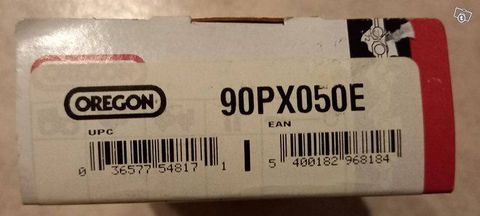 OREGON
90PX050E
UPC
EAN
0 36577 54817 1
5 400182 968184